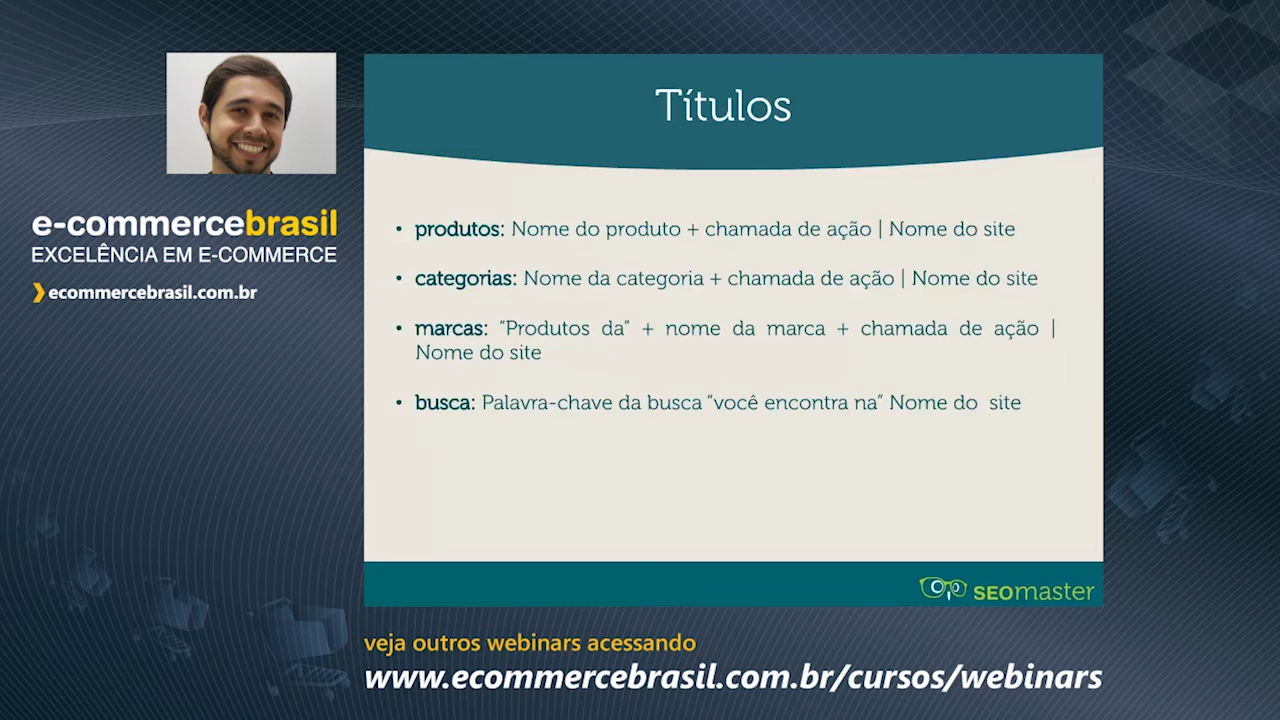 e-commercebrasil
EXCELÊNCIA EM E-COMMERCE
ecommercebrasil.com.br
Títulos
• produtos: Nome do produto + chamada de ação | Nome do site
• categorias: Nome da categoria + chamada de ação | Nome do site
• marcas: “Produtos da” + nome da marca + chamada de ação |
Nome do site
• busca: Palavra-chave da busca “você encontra na” Nome do site
SEOmaster
veja outros webinars acessando
www.ecommercebrasil.com.br/cursos/webinars